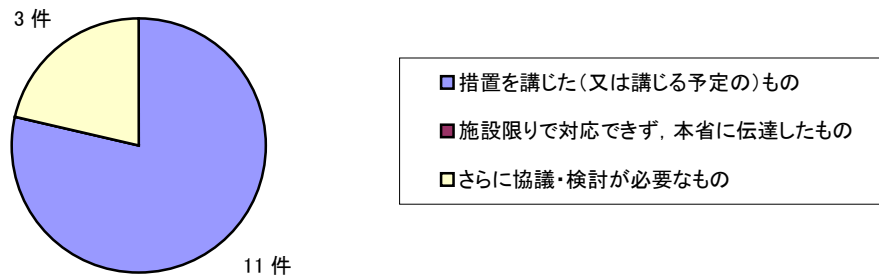 3 件
措置を講じた(又は講じる予定の)もの
施設限りで対応できず，本省に伝達したもの
さらに協議・検討が必要なもの
11 件